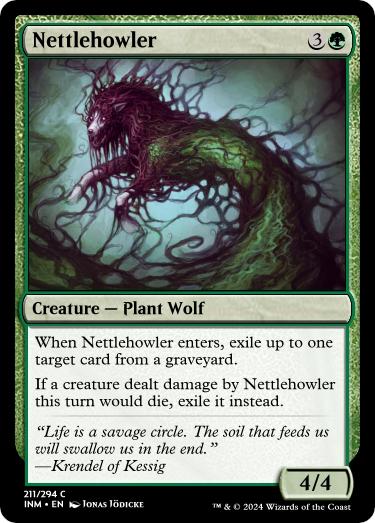 Nettlehowler 3
Creature — Plant Wolf
When Nettlehowler enters, exile up to one
target card from a graveyard.
If a creature dealt damage by Nettlehowler
this turn would die, exile it instead.
“Life is a savage circle. The soil that feeds us
will swallow us in the end.”
—Krendel of Kessig
4/4
211/294 C
INM • EN Jonas Jödicke
™ & © 2024 Wizards of the Coast